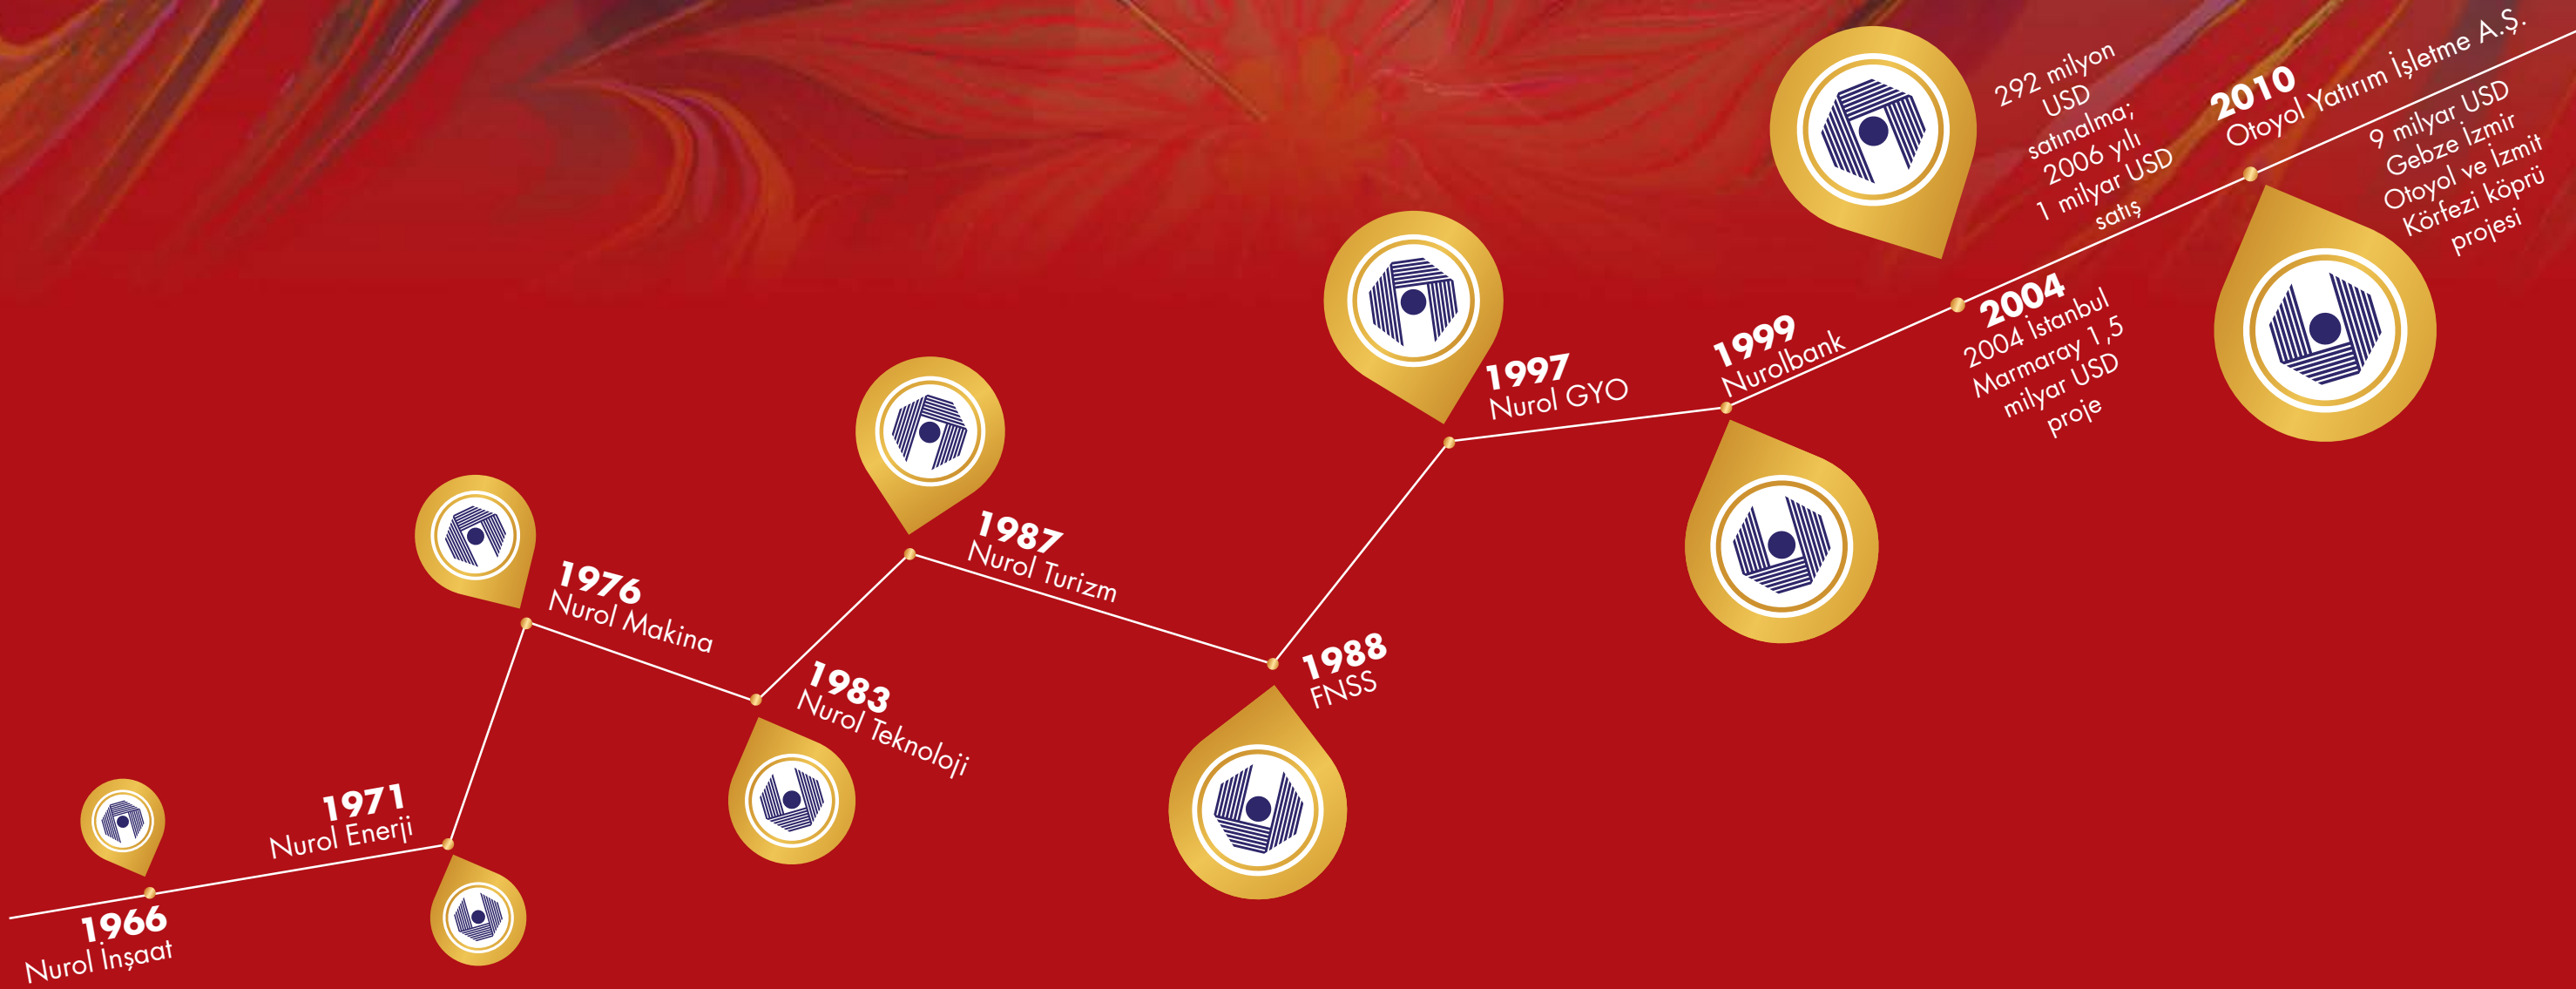 1966
Nurol İnşaat
1971
Nurol Enerji
1976
Nurol Makina
1983
Nurol Teknoloji
1987
Nurol Turizm
1988
FNSS
1997
Nurol GYO
1999
Nurolbank
2004
2004 İstanbul
Marmaray 1,5
milyar USD
proje
292 milyon
USD
satınalma;
2006 yılı
1 milyar USD
satış
2010
Otoyol Yatırım İşletme A.Ş.
9 milyar USD
Gebze İzmir
Otoyol ve İzmit
Körfezi köprü
projesi